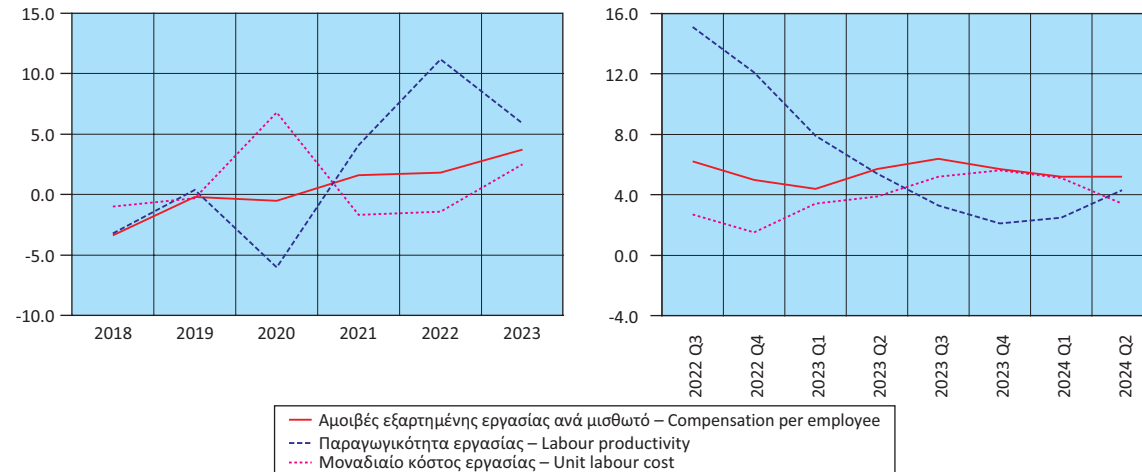 15.0
10.0
5.0
0.0
-5.0
-10.0
2018 2019 2020 2021 2022 2023
16.0
12.0
8.0
4.0
0.0
-4.0
2022 Q3
2022 Q4
2023 Q1
2023 Q2
2023 Q3
2023 Q4
2024 Q1
2024 Q2
Αμοιβές εξαρτημένης εργασίας ανά μισθωτό – Compensation per employee
Παραγωγικότητα εργασίας – Labour productivity
Μοναδιαίο κόστος εργασίας – Unit labour cost